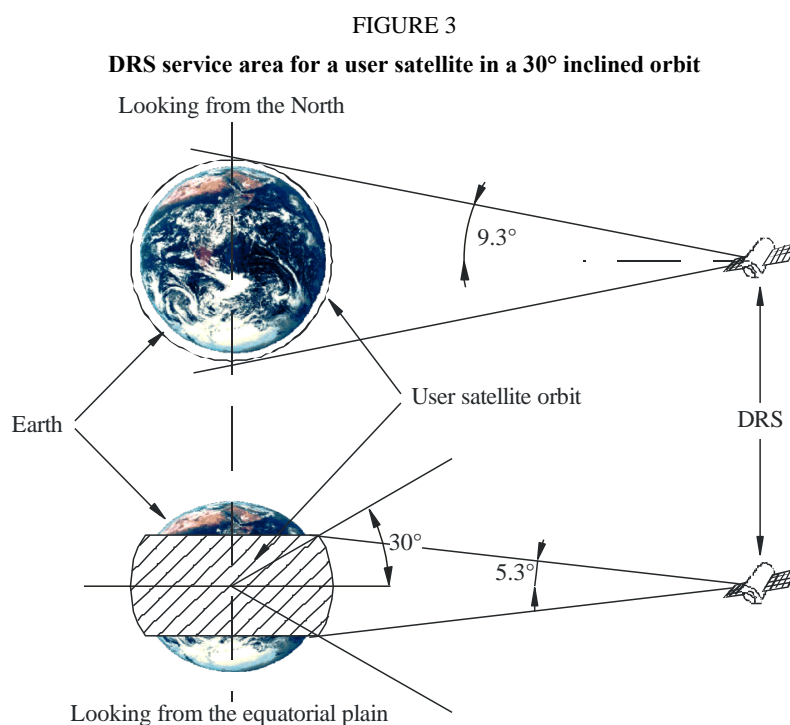 FIGURE 3
DRS service area for a user satellite in a 30° inclined orbit
Looking from the North
9.3°
User satellite orbit
Earth
DRS
30°
5.3°
Looking from the equatorial plain